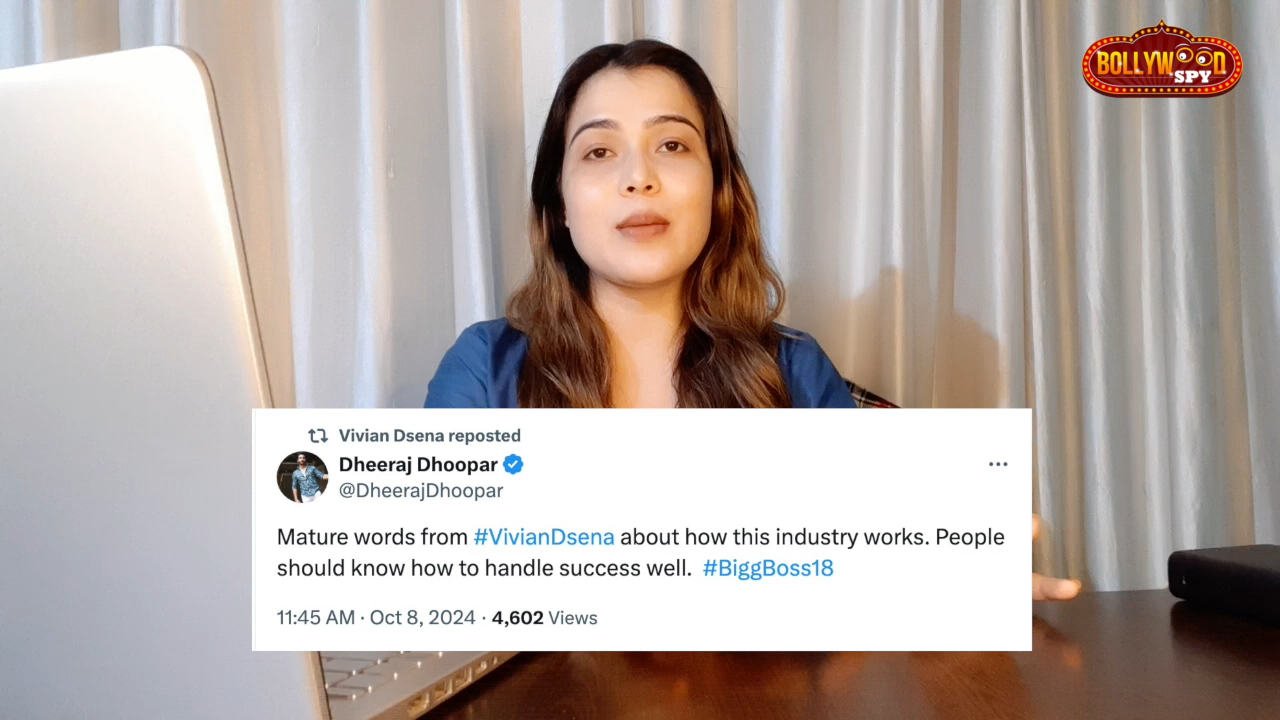 BOLLYWOOD
SPY
Vivian Dsena reposted
Dheeraj Dhoopar
@DheerajDhoopar
Mature words from #VivianDsena about how this industry works. People
should know how to handle success well. #BiggBoss18
11:45 AM · Oct 8, 2024 · 4,602 Views